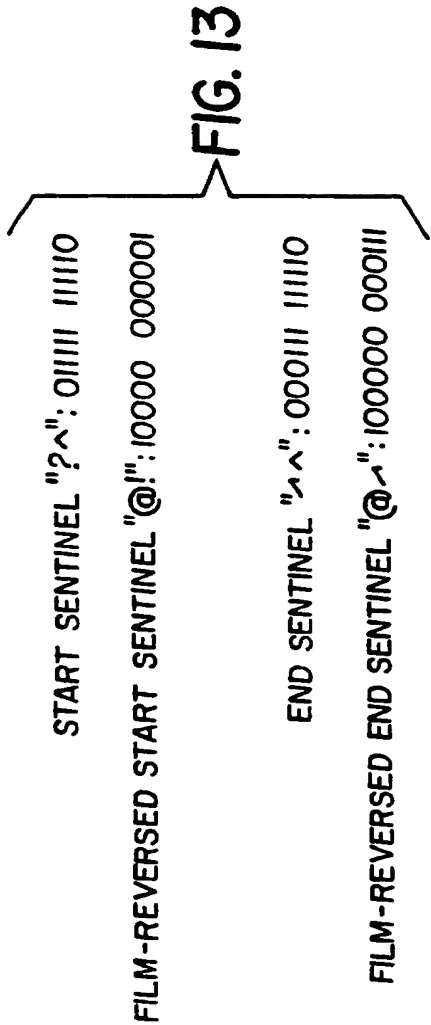 START SENTINEL "?^": 011111 111110
FILM-REVERSED START SENTINEL "@!": 10000 000001
END SENTINEL "^^": 000111 111110
FILM-REVERSED END SENTINEL "@^": 100000 000111
FIG. 13